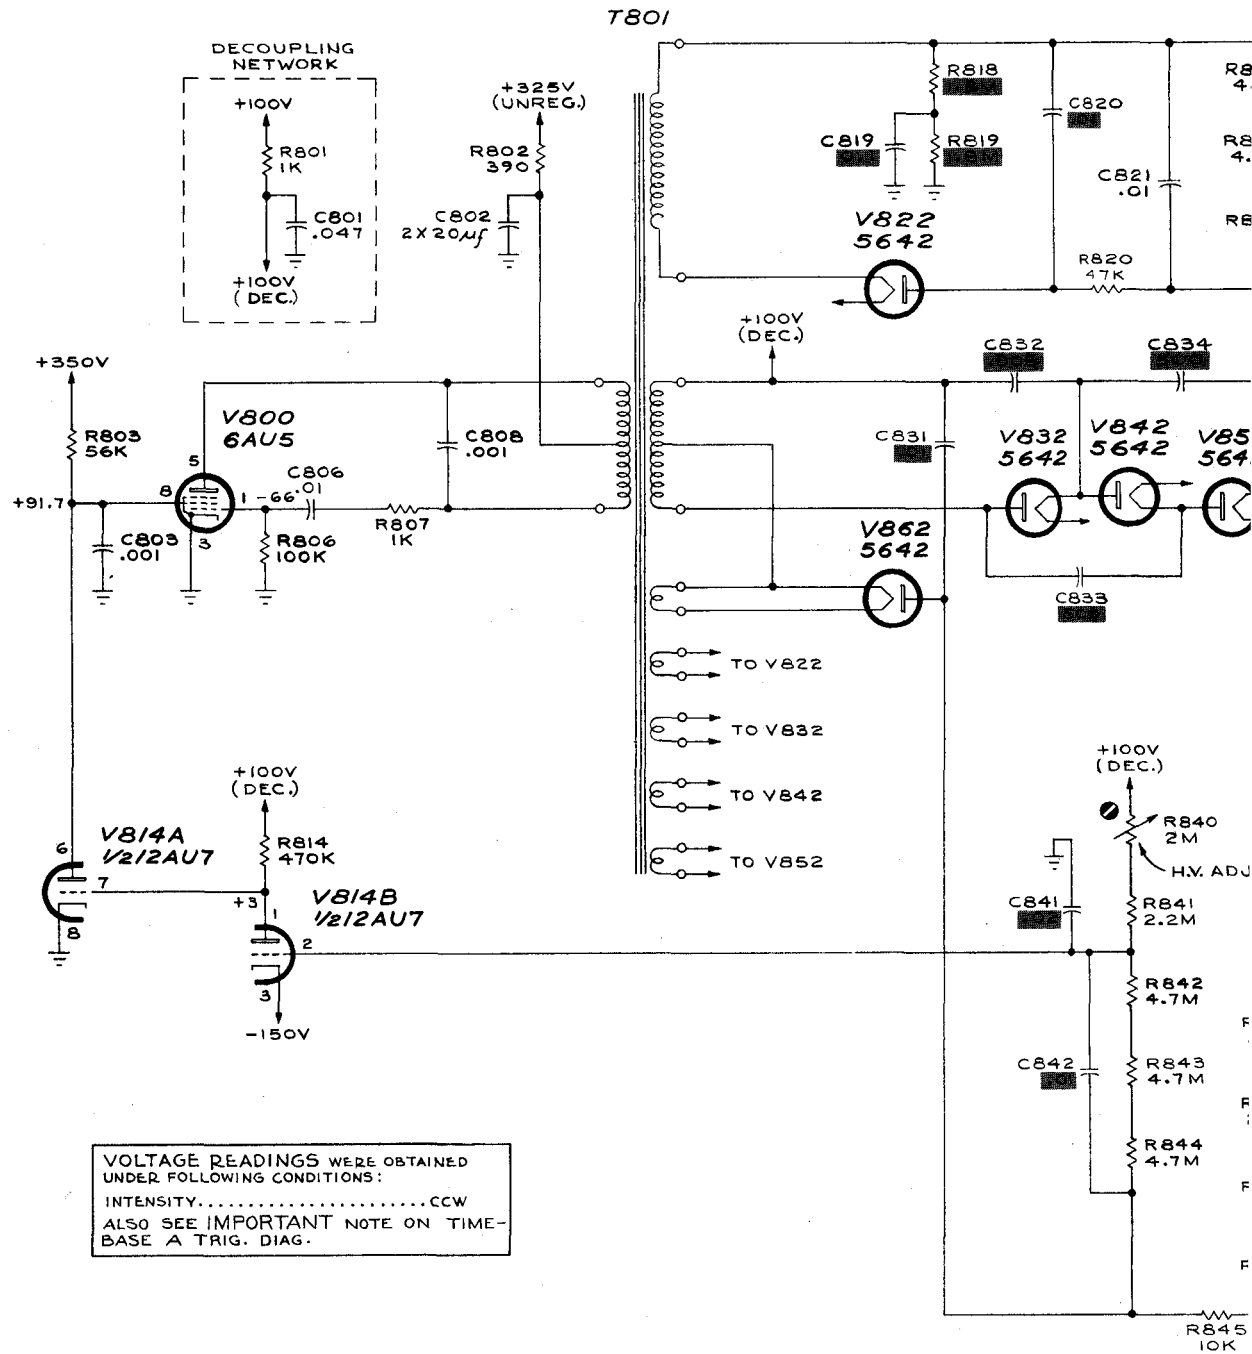 T801
DECOUPLING
NETWORK
+100V
R801
1K
C801
.047
+100V
(DEC.)
+325V
(UNREG.)
R802
390
C802
2X20µf
R818
C819
R819
C820
C821
.01
V822
5642
R820
47K
+350V
R803
56K
V800
6AU5
5
8
1
3
-66
+91.7
C803
.001
C806
.01
R806
100K
R807
1K
C808
.001
+100V
(DEC.)
C831
C832
C834
V832
5642
V842
5642
V85
564
V862
5642
C833
TO V822
TO V832
TO V842
TO V852
+100V
(DEC.)
R814
470K
V814A
1/2 12AU7
6
7
8
+3
V814B
1/2 12AU7
1
2
3
-150V
+100V
(DEC.)
R840
2M
H.V. ADJ
C841
R841
2.2M
R842
4.7M
C842
R843
4.7M
R844
4.7M
R845
10K
VOLTAGE READINGS WERE OBTAINED
UNDER FOLLOWING CONDITIONS:
INTENSITY......................CCW
ALSO SEE IMPORTANT NOTE ON TIME-
BASE A TRIG. DIAG.